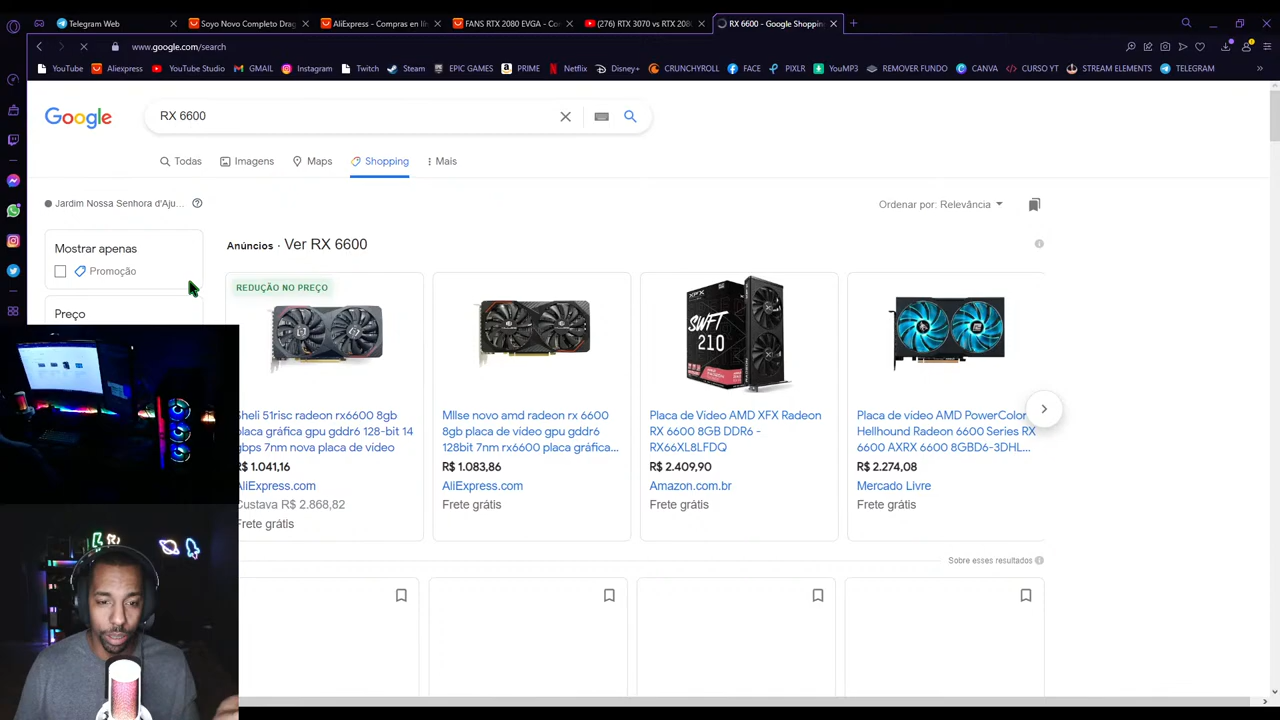 Telegram Web
Soyo Novo Completo Drag
AliExpress - Compras en lín
FANS RTX 2080 EVGA - Co
(276) RTX 3070 vs RTX 208
RX 6600 - Google Shoppin
www.google.com/search
YouTube
Aliexpress
YouTube Studio
GMAIL
Instagram
Twitch
Steam
EPIC GAMES
PRIME
Netflix
Disney+
CRUNCHYROLL
FACE
PIXLR
YouMP3
REMOVER FUNDO
CANVA
CURSO YT
STREAM ELEMENTS
TELEGRAM
Google
RX 6600
Todas
Imagens
Maps
Shopping
Mais
Jardim Nossa Senhora d'Aju...
Ordenar por: Relevância
Mostrar apenas
Promoção
Preço
Anúncios · Ver RX 6600
REDUÇÃO NO PREÇO
SWFT
210
Sheli 51risc radeon rx6600 8gb
placa gráfica gpu gddr6 128-bit 14
gbps 7nm nova placa de vídeo
R$ 1.041,16
AliExpress.com
Custava R$ 2.868,82
Frete grátis
Mllse novo amd radeon rx 6600
8gb placa de vídeo gpu gddr6
128bit 7nm rx6600 placa gráfica...
R$ 1.083,86
AliExpress.com
Frete grátis
Placa de Vídeo AMD XFX Radeon
RX 6600 8GB DDR6 -
RX66XL8LFDQ
R$ 2.409,90
Amazon.com.br
Frete grátis
Placa de vídeo AMD PowerColor
Hellhound Radeon 6600 Series RX
6600 AXRX 6600 8GBD6-3DHL...
R$ 2.274,08
Mercado Livre
Frete grátis
Sobre esses resultados